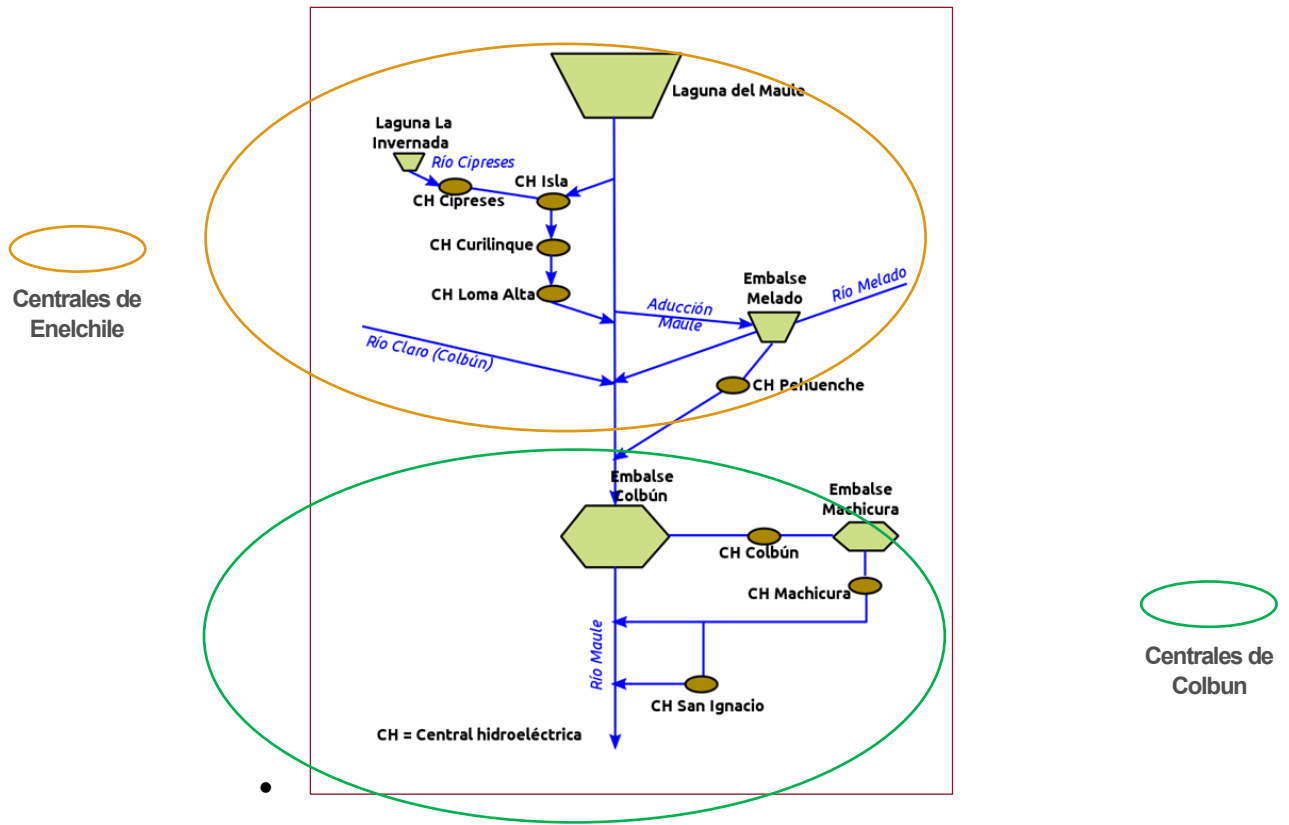 Laguna del Maule
Laguna La
Invernada
Río Cipreses
CH Isla
CH Cipreses
CH Curilinque
CH Loma Alta
Embalse
Melado
Río Melado
Aducción
Maule
Río Claro (Colbún)
CH Pehuenche
Centrales de
Enelchile
Embalse
Colbún
Embalse
Machicura
CH Colbún
CH Machicura
Río Maule
CH San Ignacio
CH = Central hidroeléctrica
Centrales de
Colbun